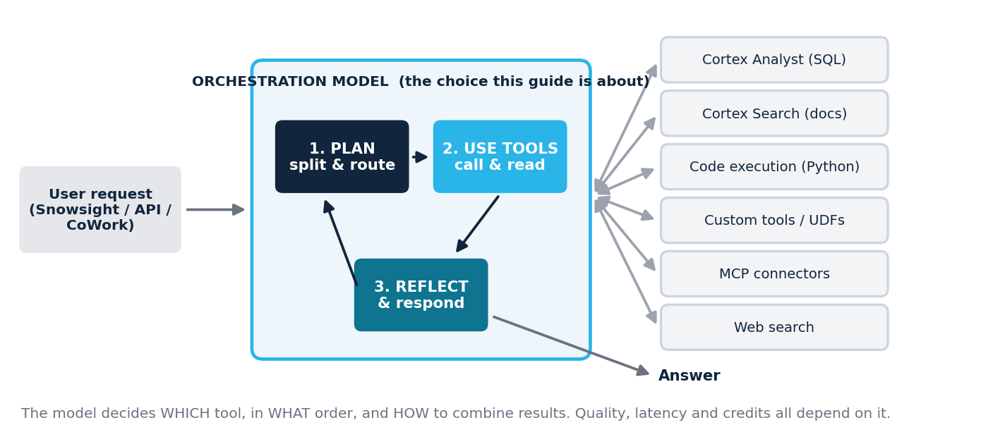 ORCHESTRATION MODEL  (the choice this guide is about)
User request
(Snowsight / API /
CoWork)
1. PLAN
split & route
2. USE TOOLS
call & read
3. REFLECT
& respond
Cortex Analyst (SQL)
Cortex Search (docs)
Code execution (Python)
Custom tools / UDFs
MCP connectors
Web search
Answer
The model decides WHICH tool, in WHAT order, and HOW to combine results. Quality, latency and credits all depend on it.